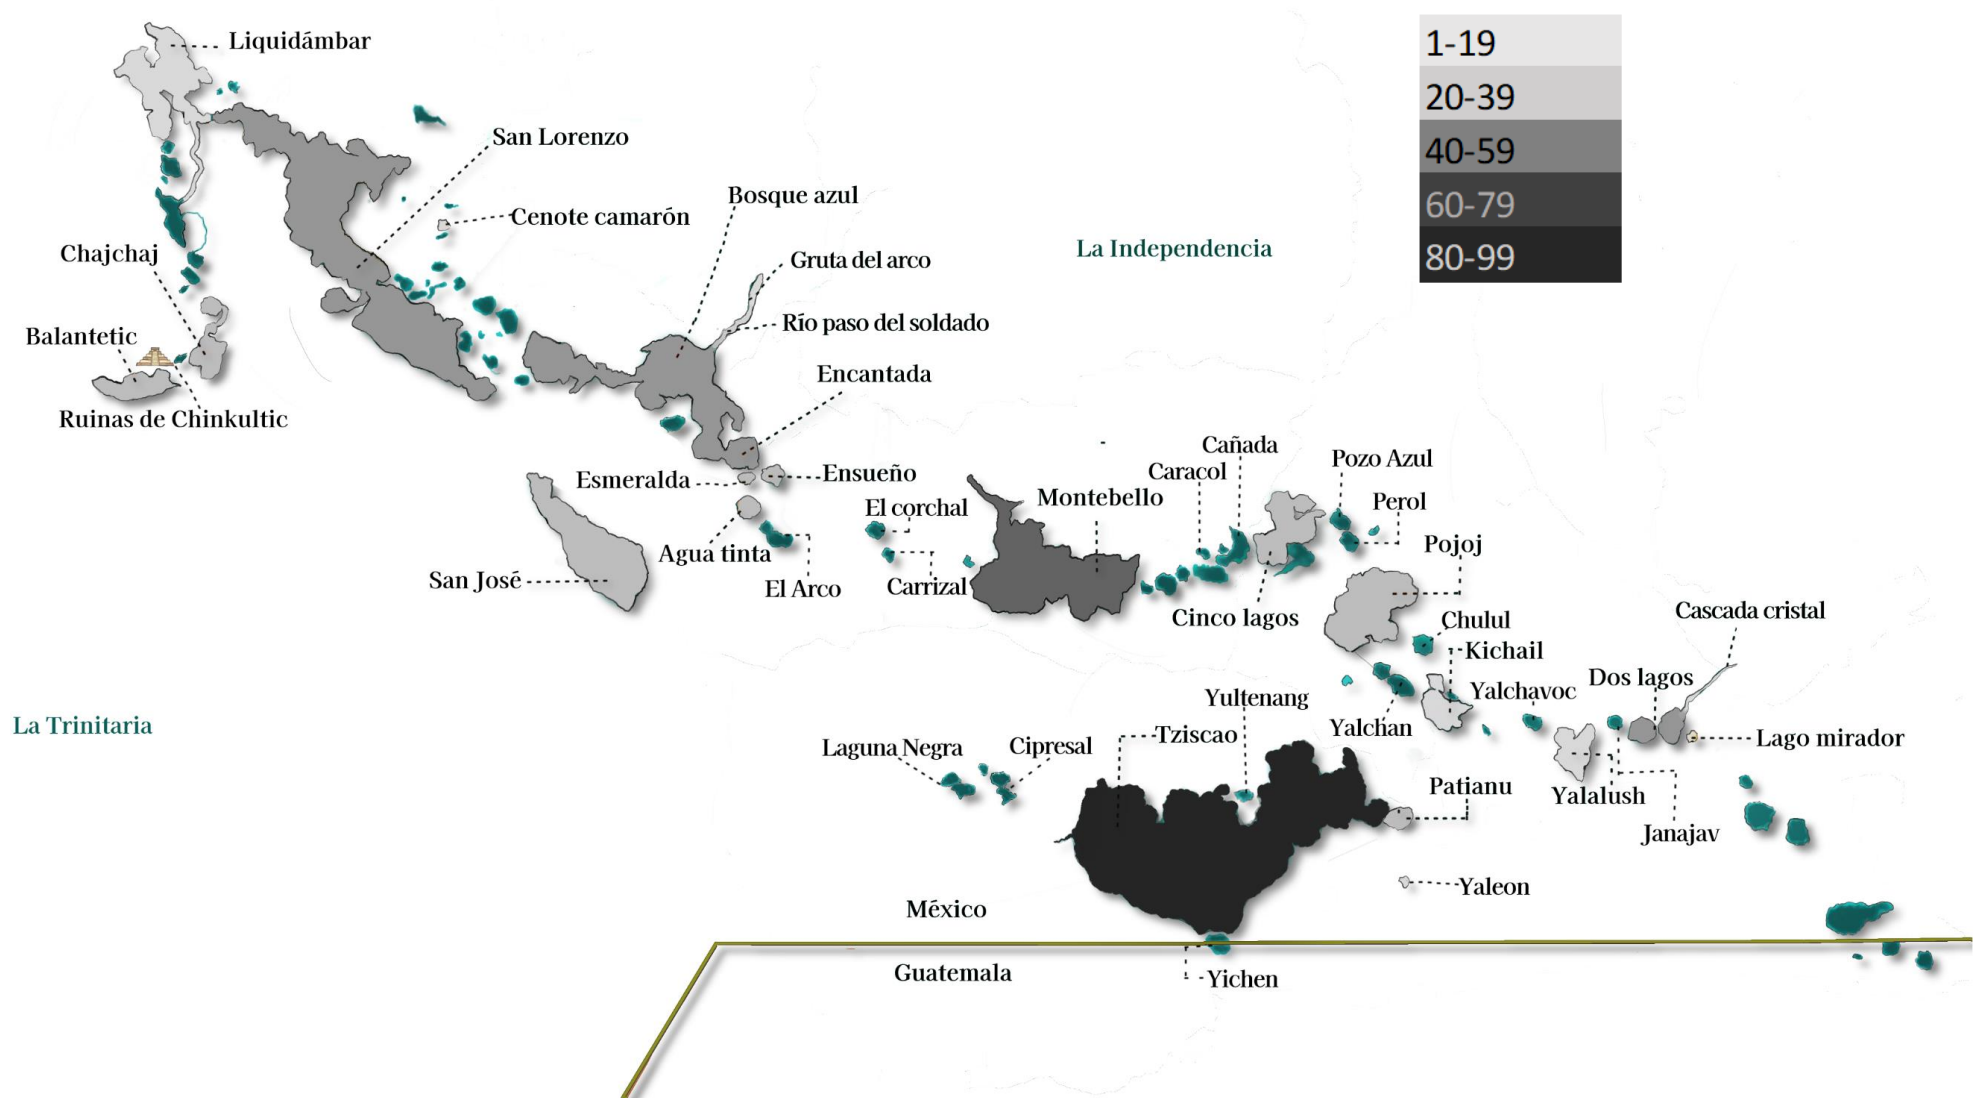 Liquidámbar
1-19
20-39
40-59
60-79
80-99
San Lorenzo
Bosque azul
Cenote camarón
Chajchaj
La Independencia
Gruta del arco
Río paso del soldado
Balantetic
Encantada
Ruinas de Chinkultic
Cañada
Caracol
Pozo Azul
Esmeralda
Ensueño
El corchal
Montebello
Perol
Pojoj
Agua tinta
San José
El Arco
Carrizal
Cinco lagos
Chulul
Cascada cristal
Kichail
Dos lagos
Yalchavoc
Yultenang
La Trinitaria
Yalchan
Tziscao
Laguna Negra
Cipresal
Lago mirador
Patianu
Yalalush
Janajav
Yaleon
México
Guatemala
Yichen